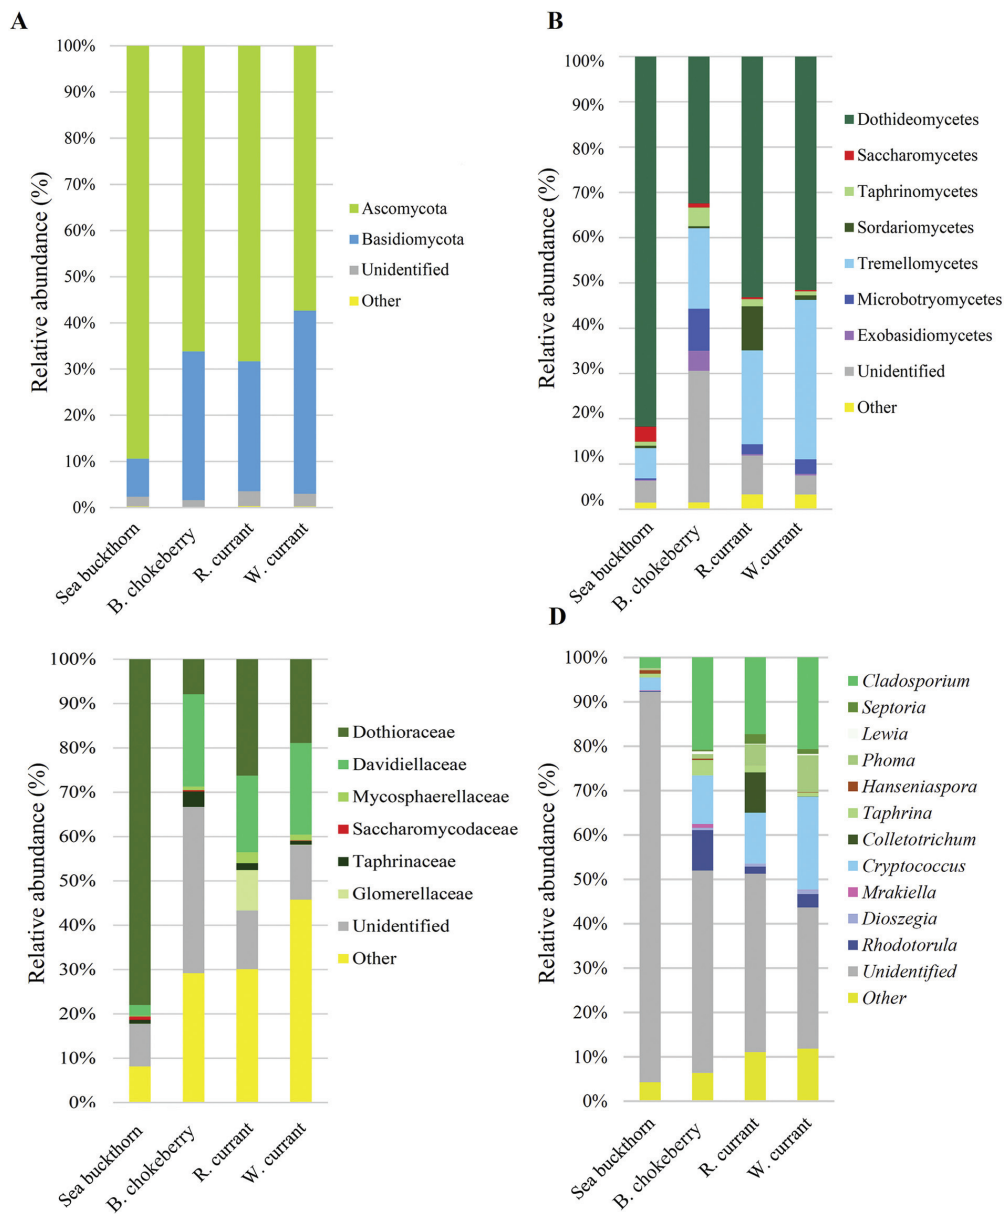 A
100%
90%
80%
70%
60%
50%
40%
30%
20%
10%
0%
Relative abundance (%)
Ascomycota
Basidiomycota
Unidentified
Other
Sea buckthorn
B. chokeberry
R. currant
W. currant
B
100%
90%
80%
70%
60%
50%
40%
30%
20%
10%
0%
Relative abundance (%)
Dothideomycetes
Saccharomycetes
Taphrinomycetes
Sordariomycetes
Tremellomycetes
Microbotryomycetes
Exobasidiomycetes
Unidentified
Other
Sea buckthorn
B. chokeberry
R.currant
W.currant
100%
90%
80%
70%
60%
50%
40%
30%
20%
10%
0%
Relative abundance (%)
Dothioraceae
Davidiellaceae
Mycosphaerellaceae
Saccharomycodaceae
Taphrinaceae
Glomerellaceae
Unidentified
Other
Sea buckthorn
B. chokeberry
R. currant
W. currant
D
100%
90%
80%
70%
60%
50%
40%
30%
20%
10%
0%
Relative abundance (%)
Cladosporium
Septoria
Lewia
Phoma
Hanseniaspora
Taphrina
Colletotrichum
Cryptococcus
Mrakiella
Dioszegia
Rhodotorula
Unidentified
Other
Sea buckthorn
B. chokeberry
R. currant
W. currant